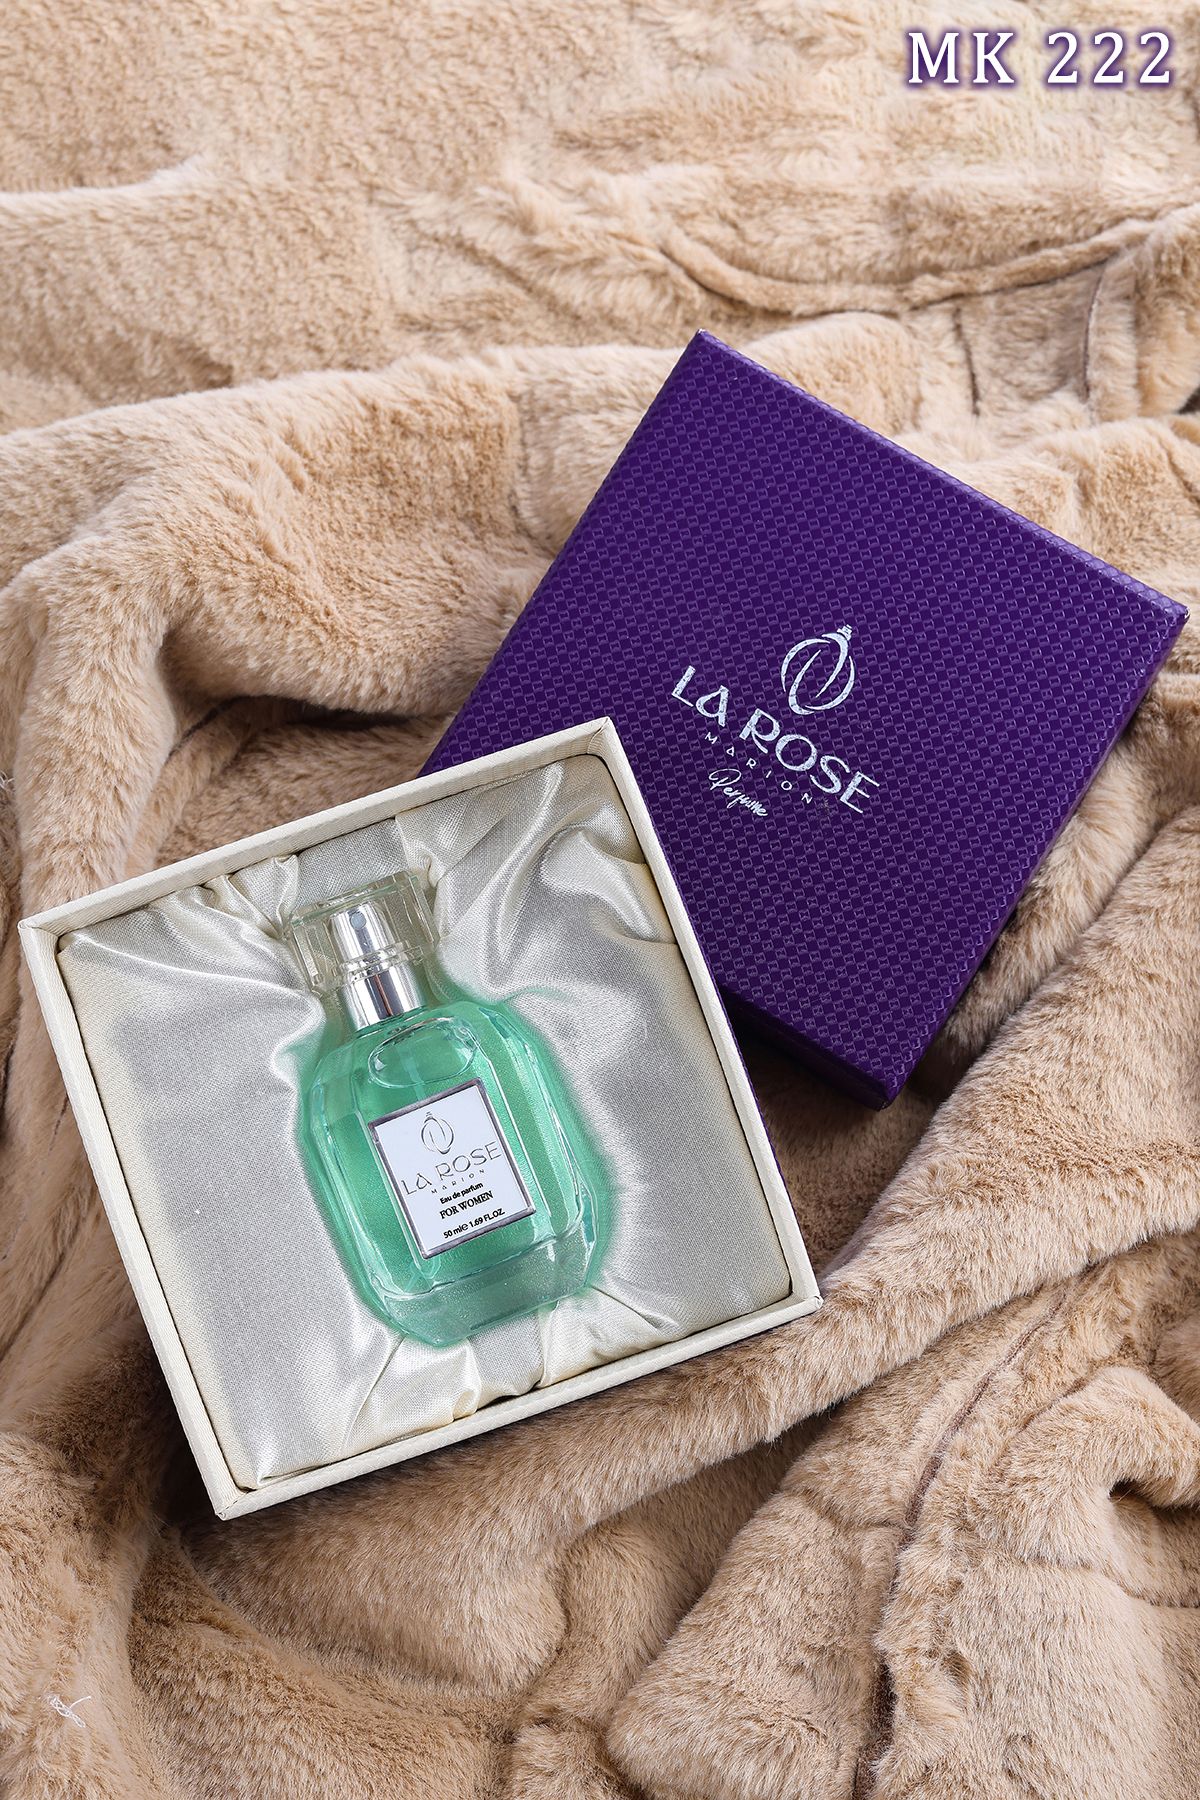 MK 222
LA ROSE
MARION
Perfume
LA ROSE
MARION
Eau de parfum
FOR WOMEN
50 ml℮ 1.69 FL.OZ.